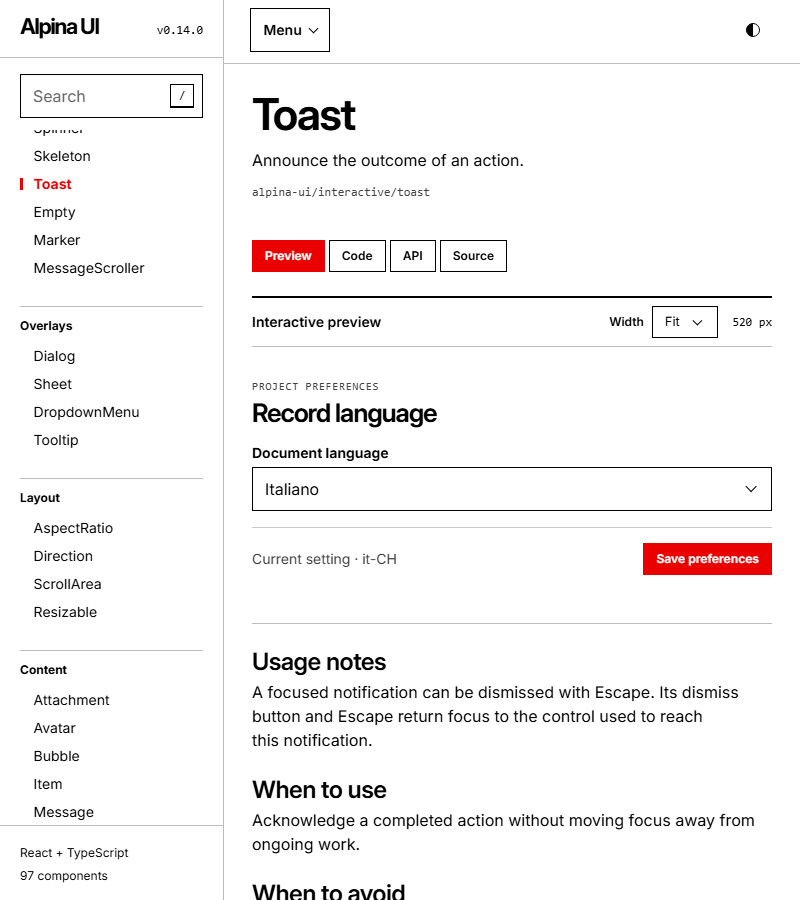 Alpina UI
v0.14.0
Search
/
Spinner
Skeleton
Toast
Empty
Marker
MessageScroller
Overlays
Dialog
Sheet
DropdownMenu
Tooltip
Layout
AspectRatio
Direction
ScrollArea
Resizable
Content
Attachment
Avatar
Bubble
Item
Message
React + TypeScript
97 components
Menu
Toast
Announce the outcome of an action.
alpina-ui/interactive/toast
Preview
Code
API
Source
Interactive preview
Width
Fit
520 px
PROJECT PREFERENCES
Record language
Document language
Italiano
Current setting · it-CH
Save preferences
Usage notes
A focused notification can be dismissed with Escape. Its dismiss
button and Escape return focus to the control used to reach
this notification.
When to use
Acknowledge a completed action without moving focus away from
ongoing work.
When to avoid